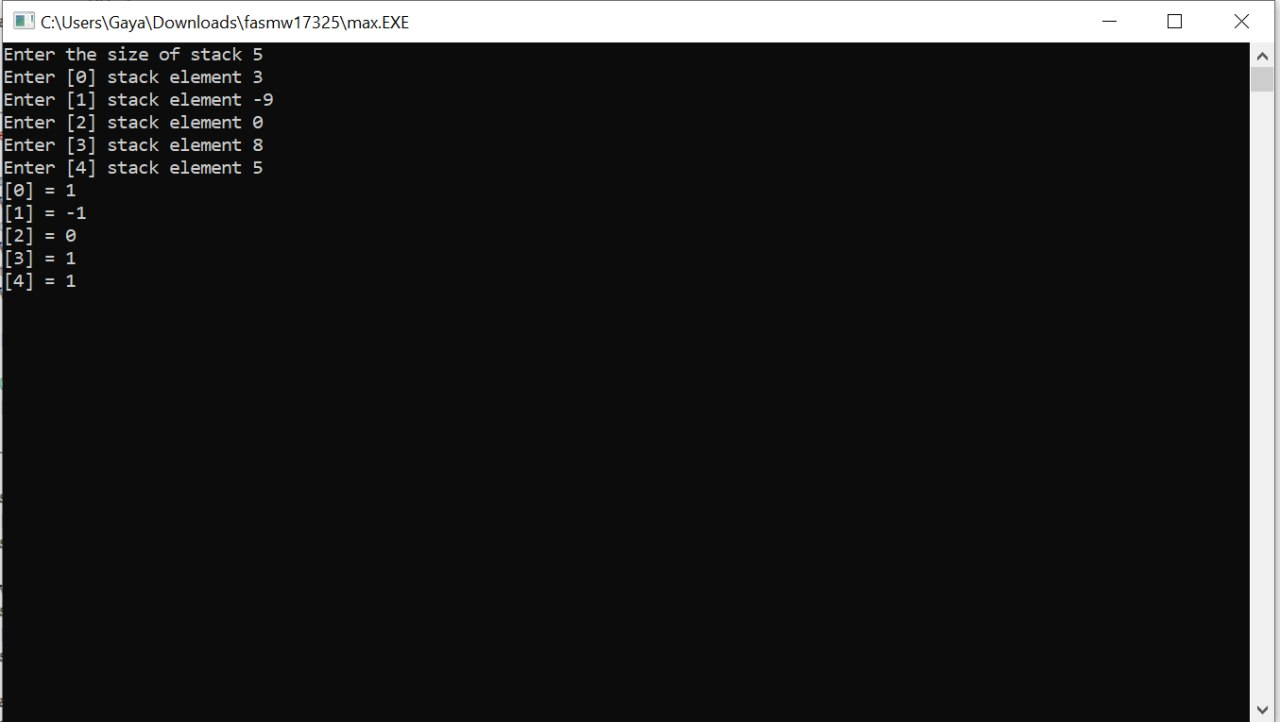 C:\Users\Gaya\Downloads\fasmw17325\max.EXE
Enter the size of stack 5
Enter [0] stack element 3
Enter [1] stack element -9
Enter [2] stack element 0
Enter [3] stack element 8
Enter [4] stack element 5
[0] = 1
[1] = -1
[2] = 0
[3] = 1
[4] = 1